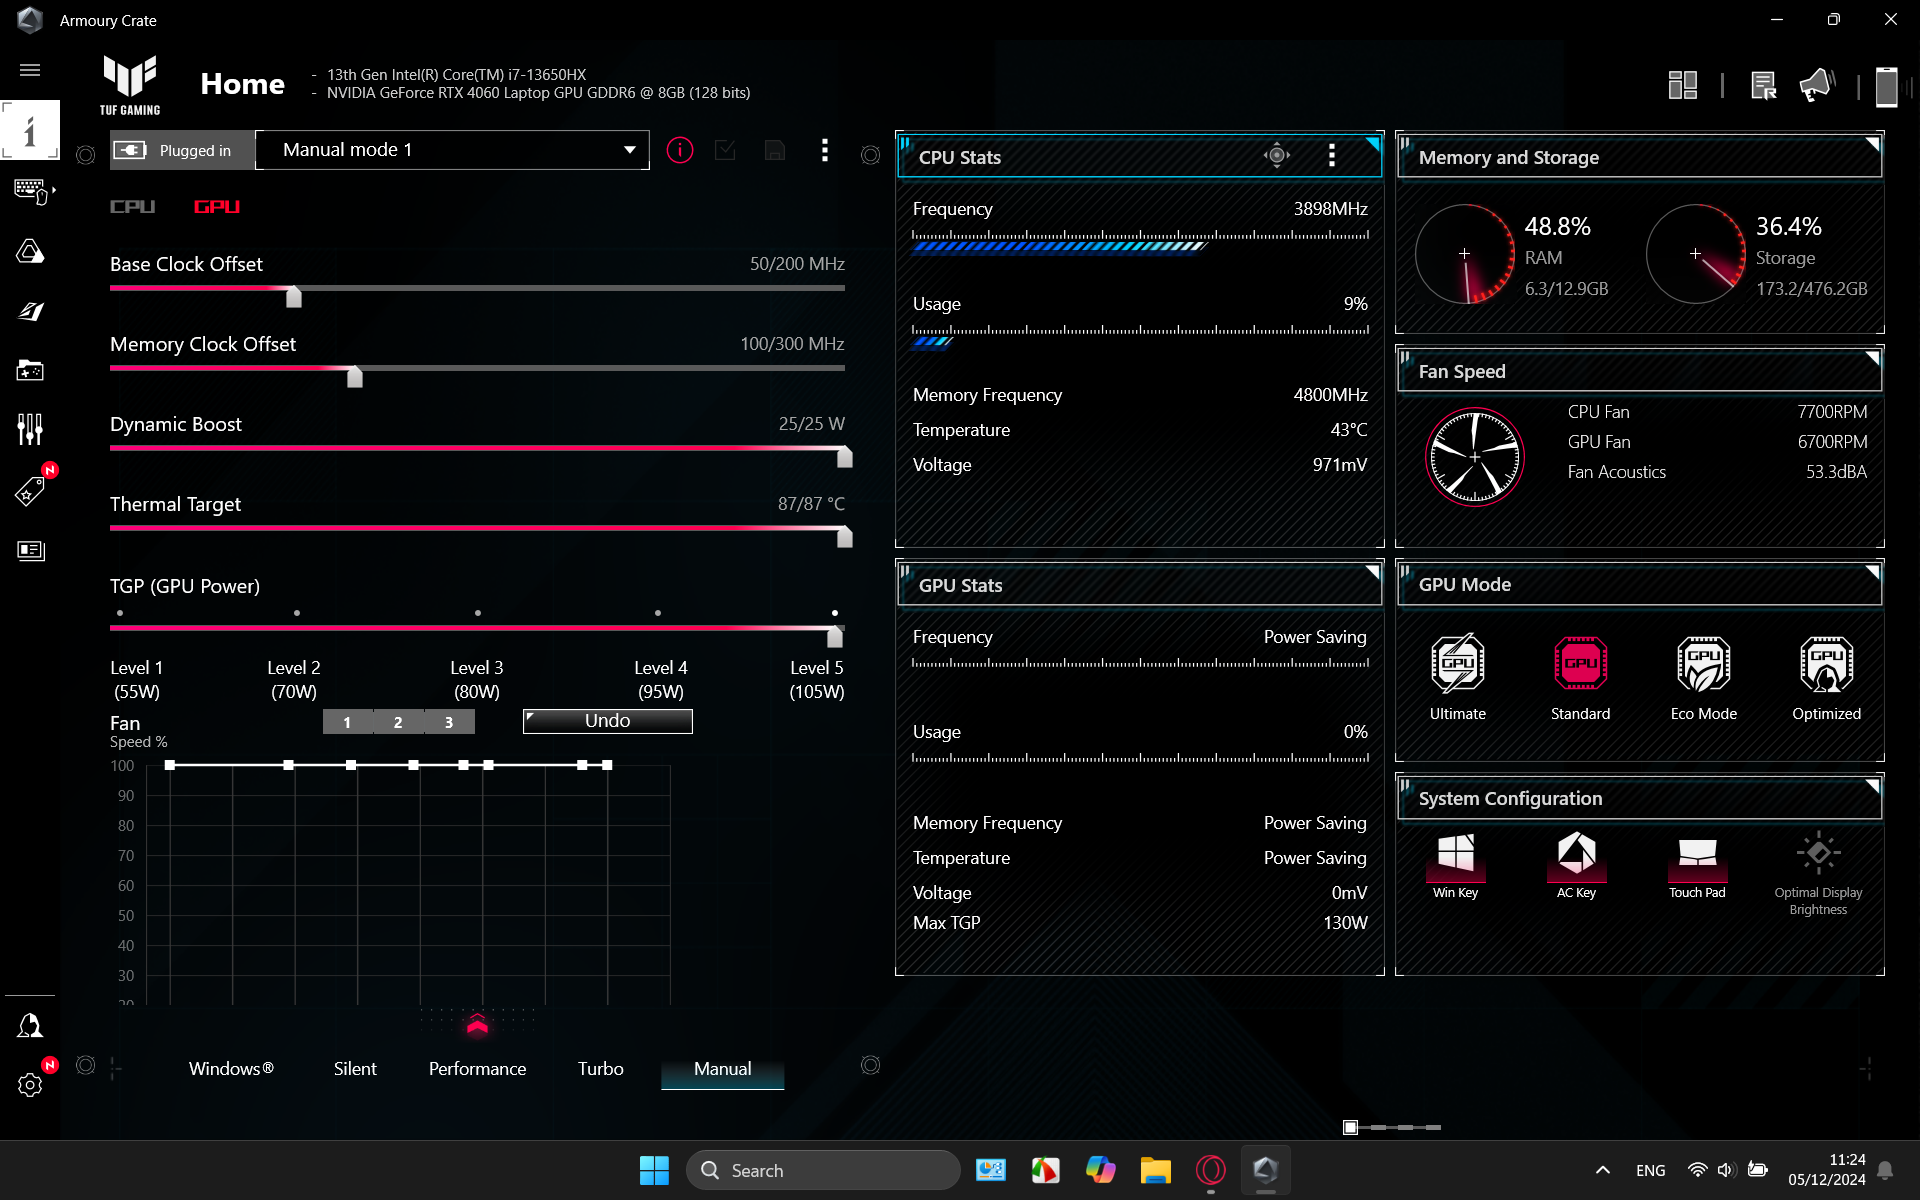 Armoury Crate
TUF GAMING
Home
- 13th Gen Intel(R) Core(TM) i7-13650HX
- NVIDIA GeForce RTX 4060 Laptop GPU GDDR6 @ 8GB (128 bits)
Plugged in
Manual mode 1
CPU GPU
Base Clock Offset 50/200 MHz
Memory Clock Offset 100/300 MHz
Dynamic Boost 25/25 W
Thermal Target 87/87 °C
TGP (GPU Power)
Level 1 Level 2 Level 3 Level 4 Level 5
(55W) (70W) (80W) (95W) (105W)
Fan
Speed %
1 2 3
Undo
100
90
80
70
60
50
40
30
20
Windows® Silent Performance Turbo Manual
CPU Stats
Frequency 3898MHz
Usage 9%
Memory Frequency 4800MHz
Temperature 43°C
Voltage 971mV
GPU Stats
Frequency Power Saving
Usage 0%
Memory Frequency Power Saving
Temperature Power Saving
Voltage 0mV
Max TGP 130W
Memory and Storage
48.8%
RAM
6.3/12.9GB
36.4%
Storage
173.2/476.2GB
Fan Speed
CPU Fan 7700RPM
GPU Fan 6700RPM
Fan Acoustics 53.3dBA
GPU Mode
GPU GPU GPU GPU
Ultimate Standard Eco Mode Optimized
System Configuration
Win Key AC Key Touch Pad Optimal Display
Brightness
N
N
Search
ENG
11:24
05/12/2024